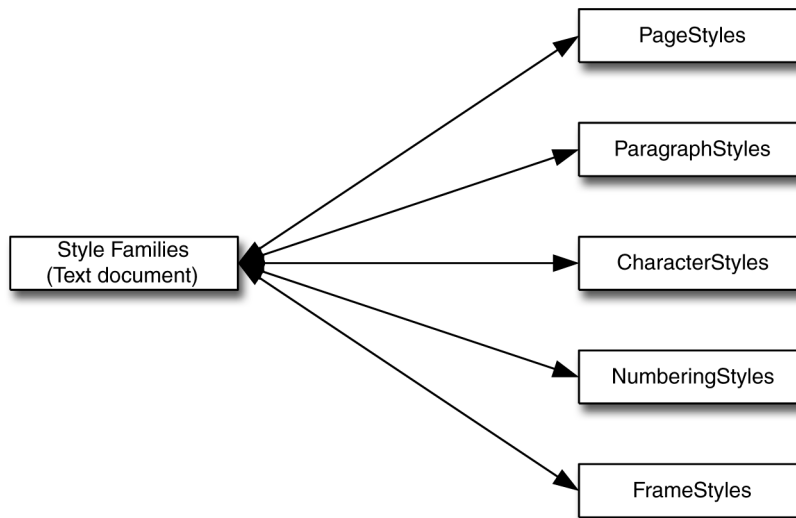 PageStyles
ParagraphStyles
Style Families
(Text document)
CharacterStyles
NumberingStyles
FrameStyles